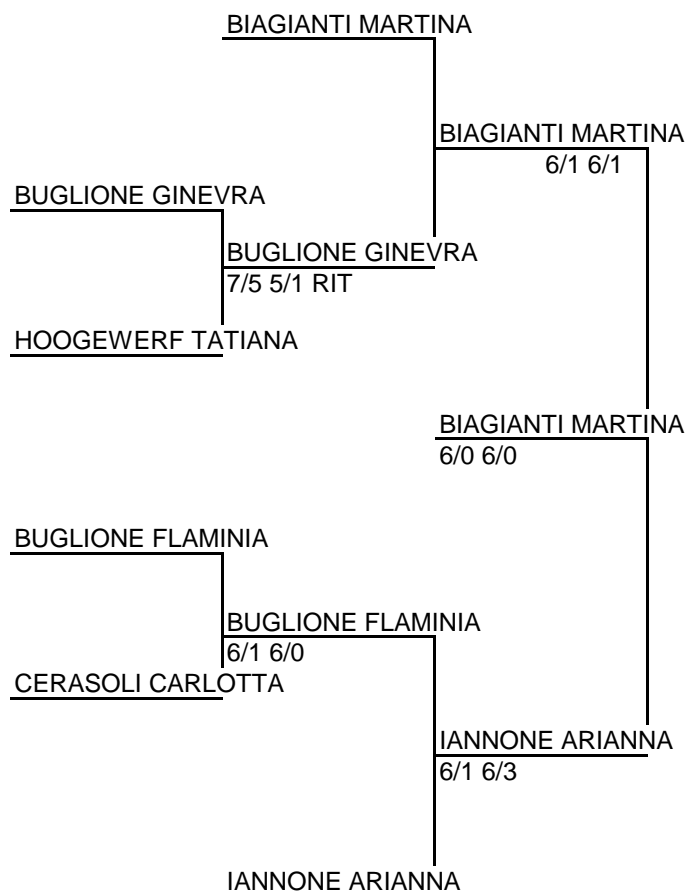 BIAGIANTI MARTINA
BIAGIANTI MARTINA
6/1 6/1
BUGLIONE GINEVRA
BUGLIONE GINEVRA
7/5 5/1 RIT
HOOGEWERF TATIANA
BIAGIANTI MARTINA
6/0 6/0
BUGLIONE FLAMINIA
BUGLIONE FLAMINIA
6/1 6/0
CERASOLI CARLOTTA
IANNONE ARIANNA
6/1 6/3
IANNONE ARIANNA